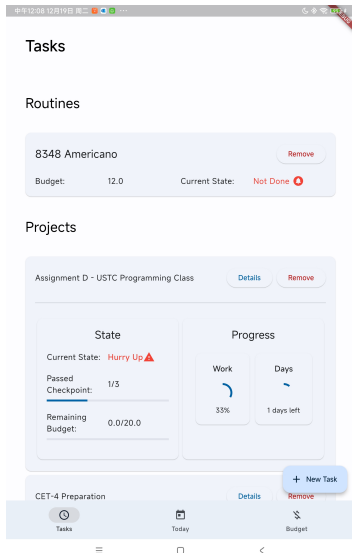 中午12:08 12月19日 周二
Tasks
Routines
8348 Americano
Remove
Budget: 12.0 Current State: Not Done
Projects
Assignment D - USTC Programming Class
Details Remove
State
Current State: Hurry Up
Passed
Checkpoint:
1/3
Remaining
Budget:
0.0/20.0
Progress
Work
33%
Days
1 days left
+ New Task
CET-4 Preparation
Details Remove
Tasks
Today
Budget